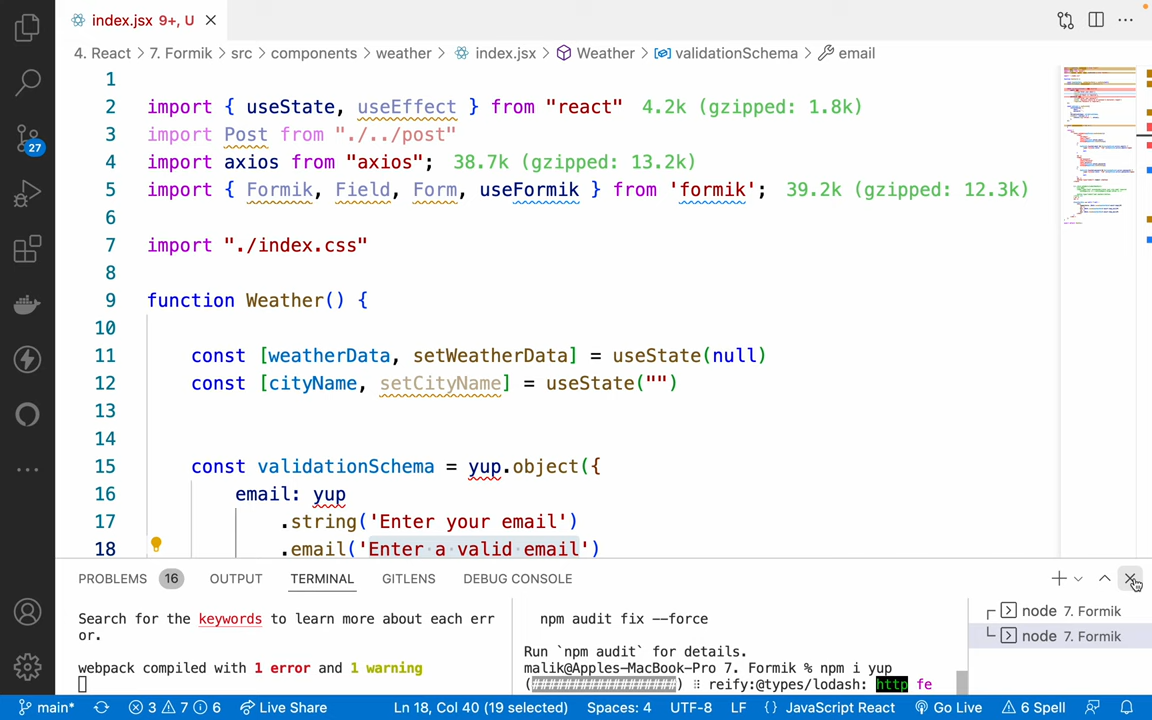 index.jsx 9+, U
4. React > 7. Formik > src > components > weather > index.jsx > Weather > validationSchema > email
1
2 import { useState, useEffect } from "react" 4.2k (gzipped: 1.8k)
3 import Post from "./../post"
4 import axios from "axios"; 38.7k (gzipped: 13.2k)
5 import { Formik, Field, Form, useFormik } from 'formik'; 39.2k (gzipped: 12.3k)
6
7 import "./index.css"
8
9 function Weather() {
10
11 const [weatherData, setWeatherData] = useState(null)
12 const [cityName, setCityName] = useState("")
13
14
15 const validationSchema = yup.object({
16 email: yup
17 .string('Enter your email')
18 .email('Enter a valid email')
27
PROBLEMS 16 OUTPUT TERMINAL GITLENS DEBUG CONSOLE
Search for the keywords to learn more about each err
or.
webpack compiled with 1 error and 1 warning
npm audit fix --force
Run `npm audit` for details.
malik@Apples-MacBook-Pro 7. Formik % npm i yup
(##################) ⠸ reify:@types/lodash: http fe
node 7. Formik
node 7. Formik
main* 3 7 6 Live Share Ln 18, Col 40 (19 selected) Spaces: 4 UTF-8 LF {} JavaScript React Go Live 6 Spell